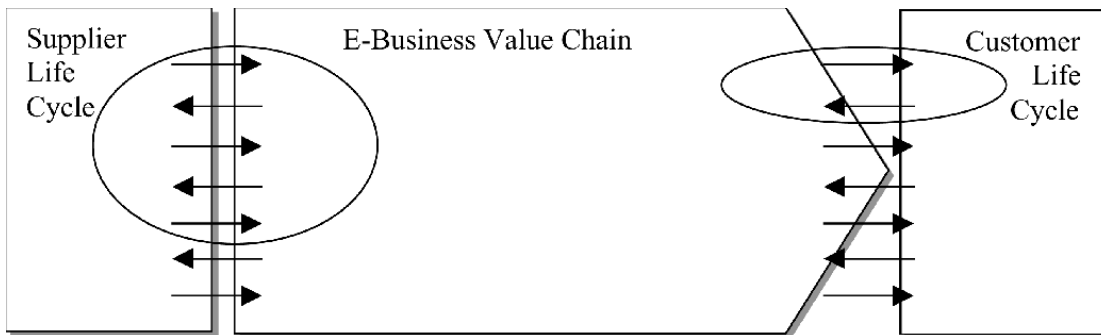 Supplier
Life
Cycle
E-Business Value Chain
Customer
Life
Cycle